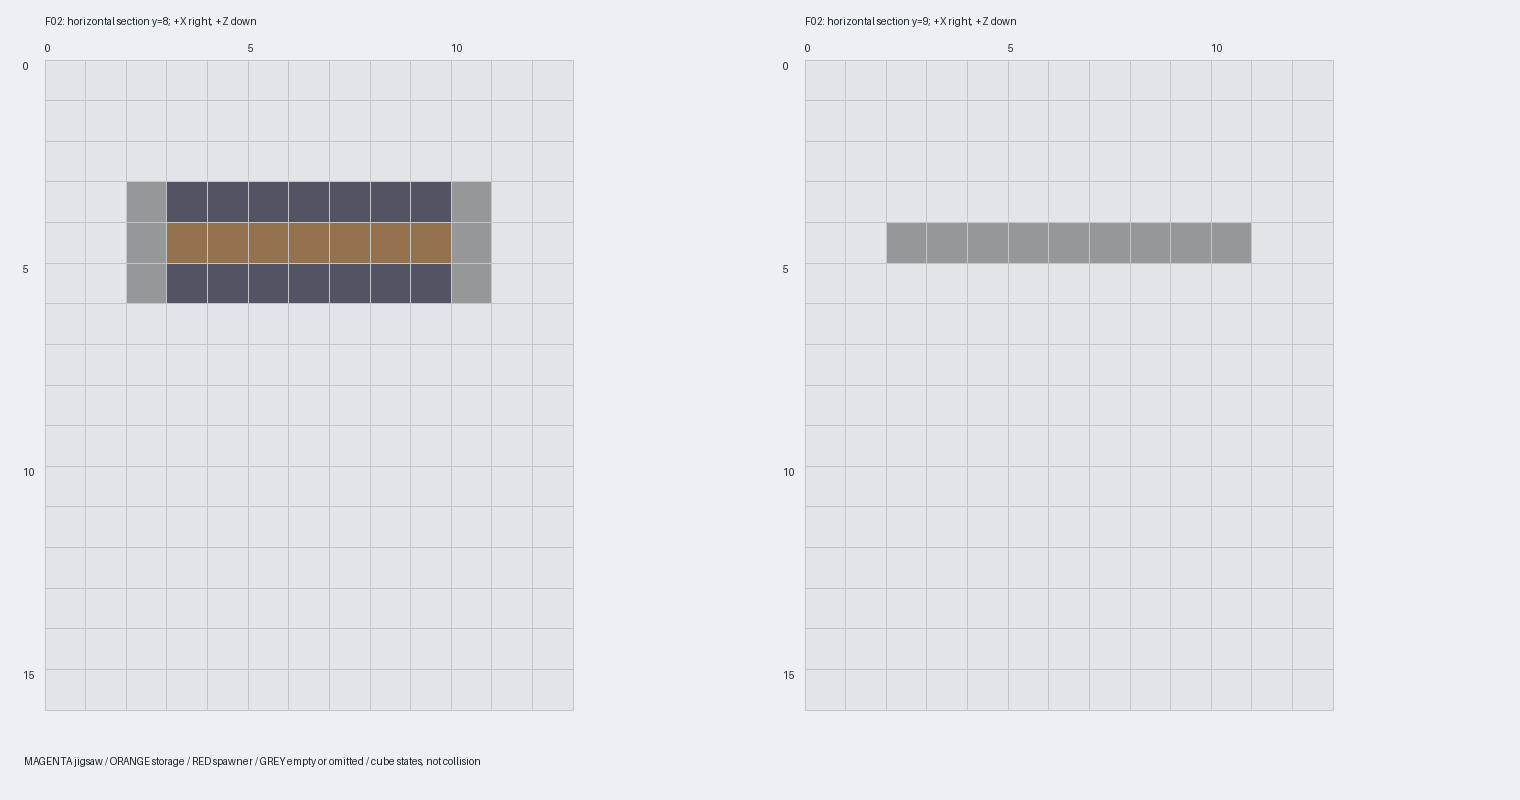 F02: horizontal section y=8; +X right, +Z down
F02: horizontal section y=9; +X right, +Z down
0 5 10
0 5 10
0
0
5
5
10
10
15
15
MAGENTA jigsaw / ORANGE storage / RED spawner / GREY empty or omitted / cube states, not collision